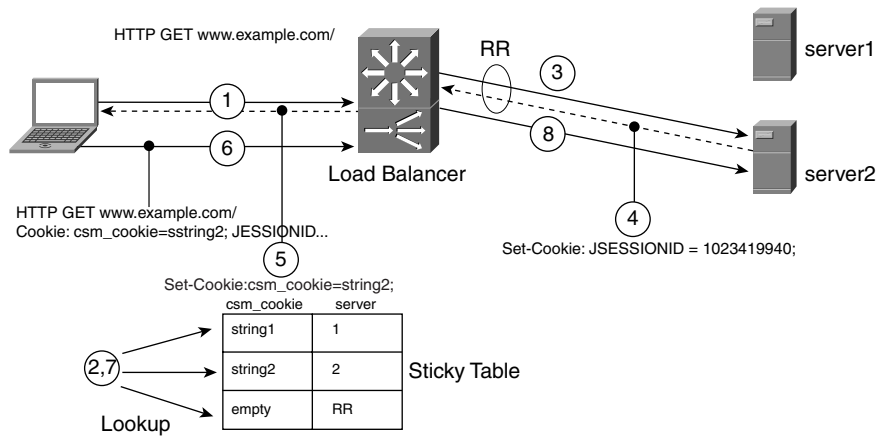 HTTP GET www.example.com/
RR
3
server1
1
8
6
Load Balancer
server2
HTTP GET www.example.com/
Cookie: csm_cookie=sstring2; JESSIONID...
4
5
Set-Cookie: JSESSIONID = 1023419940;
Set-Cookie:csm_cookie=string2;
csm_cookie server
string1 1
2,7
string2 2
Sticky Table
empty RR
Lookup